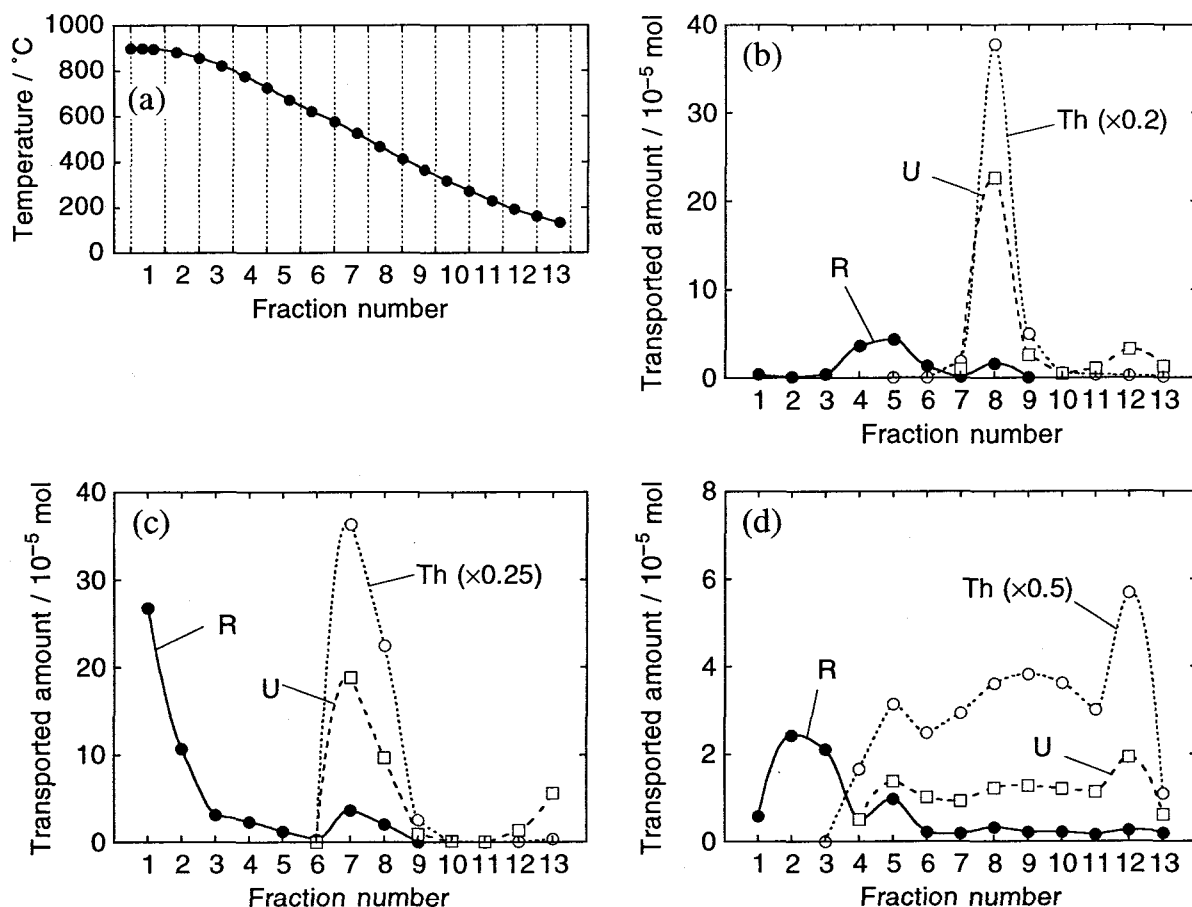 1000
800
600
400
200
0
Temperature / °C
(a)
1 2 3 4 5 6 7 8 9 10 11 12 13
Fraction number
40
30
20
10
0
Transported amount / 10⁻⁵ mol
(b)
Th (×0.2)
U
R
1 2 3 4 5 6 7 8 9 10 11 12 13
Fraction number
40
30
20
10
0
Transported amount / 10⁻⁵ mol
(c)
Th (×0.25)
R
U
1 2 3 4 5 6 7 8 9 10 11 12 13
Fraction number
8
6
4
2
0
Transported amount / 10⁻⁵ mol
(d)
Th (×0.5)
R
U
1 2 3 4 5 6 7 8 9 10 11 12 13
Fraction number